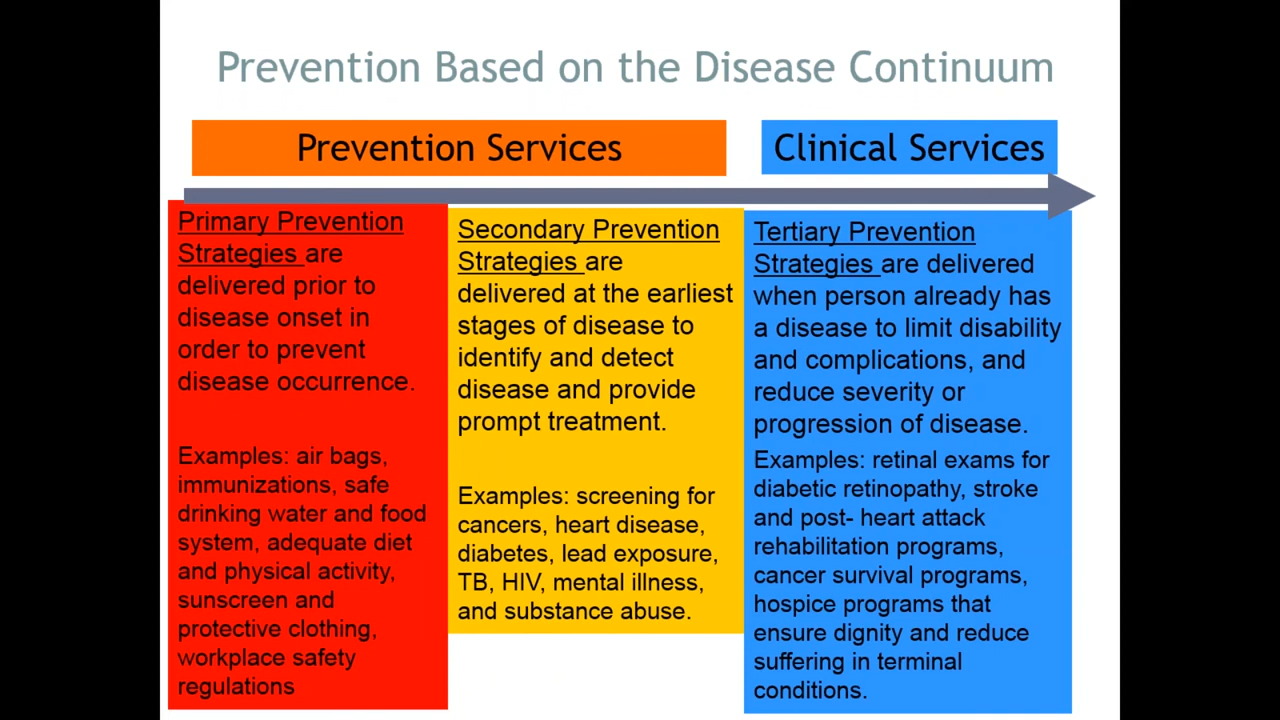 Prevention Based on the Disease Continuum
Prevention Services
Clinical Services
Primary Prevention
Strategies are
delivered prior to
disease onset in
order to prevent
disease occurrence.
Examples: air bags,
immunizations, safe
drinking water and food
system, adequate diet
and physical activity,
sunscreen and
protective clothing,
workplace safety
regulations
Secondary Prevention
Strategies are
delivered at the earliest
stages of disease to
identify and detect
disease and provide
prompt treatment.
Examples: screening for
cancers, heart disease,
diabetes, lead exposure,
TB, HIV, mental illness,
and substance abuse.
Tertiary Prevention
Strategies are delivered
when person already has
a disease to limit disability
and complications, and
reduce severity or
progression of disease.
Examples: retinal exams for
diabetic retinopathy, stroke
and post- heart attack
rehabilitation programs,
cancer survival programs,
hospice programs that
ensure dignity and reduce
suffering in terminal
conditions.